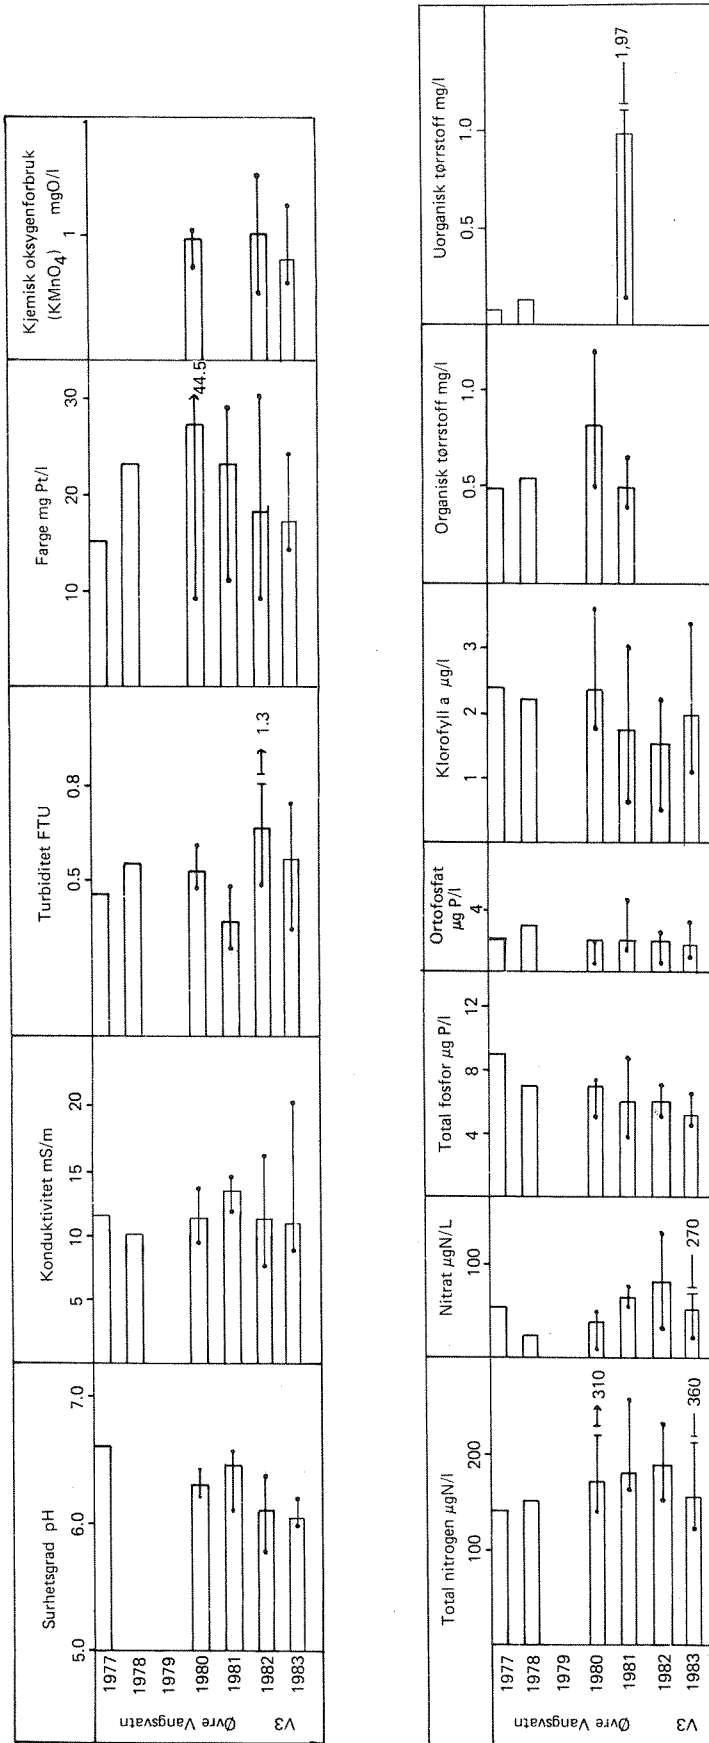 Øvre Vangsvatn V3
1977
1978
1979
1980
1981
1982
1983
Surhetsgrad pH
5.0
6.0
7.0
Konduktivitet mS/m
5
10
15
20
Turbiditet FTU
0.5
0.8
1.3
Farge mg Pt/l
10
20
30
44.5
Kjemisk oksygenforbruk
(KMnO4) mgO/l
1
Øvre Vangsvatn V3
1977
1978
1979
1980
1981
1982
1983
Total nitrogen µgN/l
100
200
310
360
Nitrat µgN/L
100
270
Total fosfor µg P/l
4
8
12
Ortofosfat
µg P/l
4
Klorofyll a µg/l
1
2
3
Organisk tørrstoff mg/l
0.5
1.0
Uorganisk tørrstoff mg/l
0.5
1.0
1,97